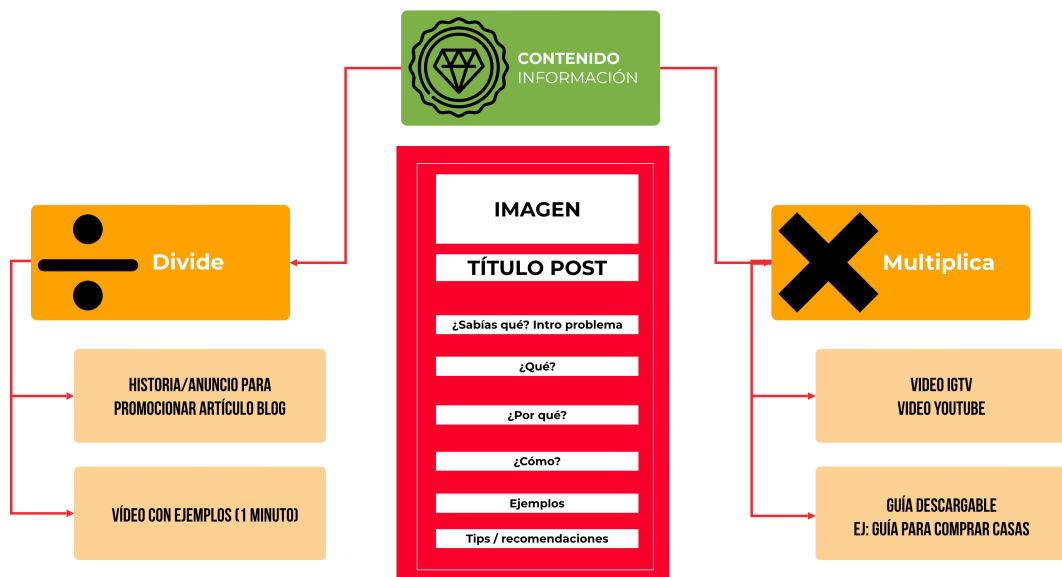 CONTENIDO
INFORMACIÓN
IMAGEN
TÍTULO POST
¿Sabías qué? Intro problema
¿Qué?
¿Por qué?
¿Cómo?
Ejemplos
Tips / recomendaciones
Divide
HISTORIA/ANUNCIO PARA
PROMOCIONAR ARTÍCULO BLOG
VÍDEO CON EJEMPLOS (1 MINUTO)
Multiplica
VIDEO IGTV
VIDEO YOUTUBE
GUÍA DESCARGABLE
EJ: GUÍA PARA COMPRAR CASAS